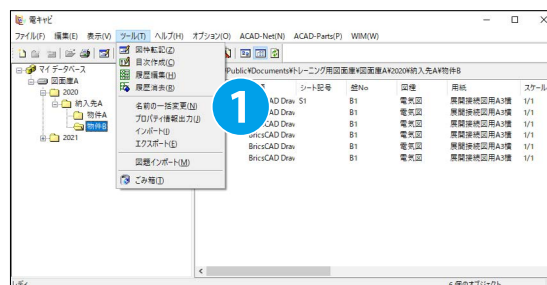 電キャビ
ファイル(F) 編集(E) 表示(V) ツール(T) ヘルプ(H) オプション(O) ACAD-Net(N) ACAD-Parts(P) WIM(W)
マイデータベース
図面庫A
2020
納入先A
物件A
物件B
2021
図枠転記(Z)
目次作成(C)
履歴編集(H)
履歴消去(R)
名前の一括変更(N)
プロパティ情報出力(J)
インポート(I)
エクスポート(E)
図題インポート(M)
ごみ箱(T)
1
Public¥Documents¥トレーニング用図面庫¥図面庫A¥2020¥納入先A¥物件B
シート記号 盤No 図種 用紙 スケール
CAD Drav S1 B1 電気図 展開接続図用A3横 1/1
CAD Drav B1 電気図 展開接続図用A3横 1/1
BricsCAD Drav B1 電気図 展開接続図用A3横 1/1
BricsCAD Drav B1 電気図 展開接続図用A3横 1/1
BricsCAD Drav B1 電気図 展開接続図用A3横 1/1
BricsCAD Drav B1 電気図 展開接続図用A3横 1/1
レディ 6 個のオブジェクト